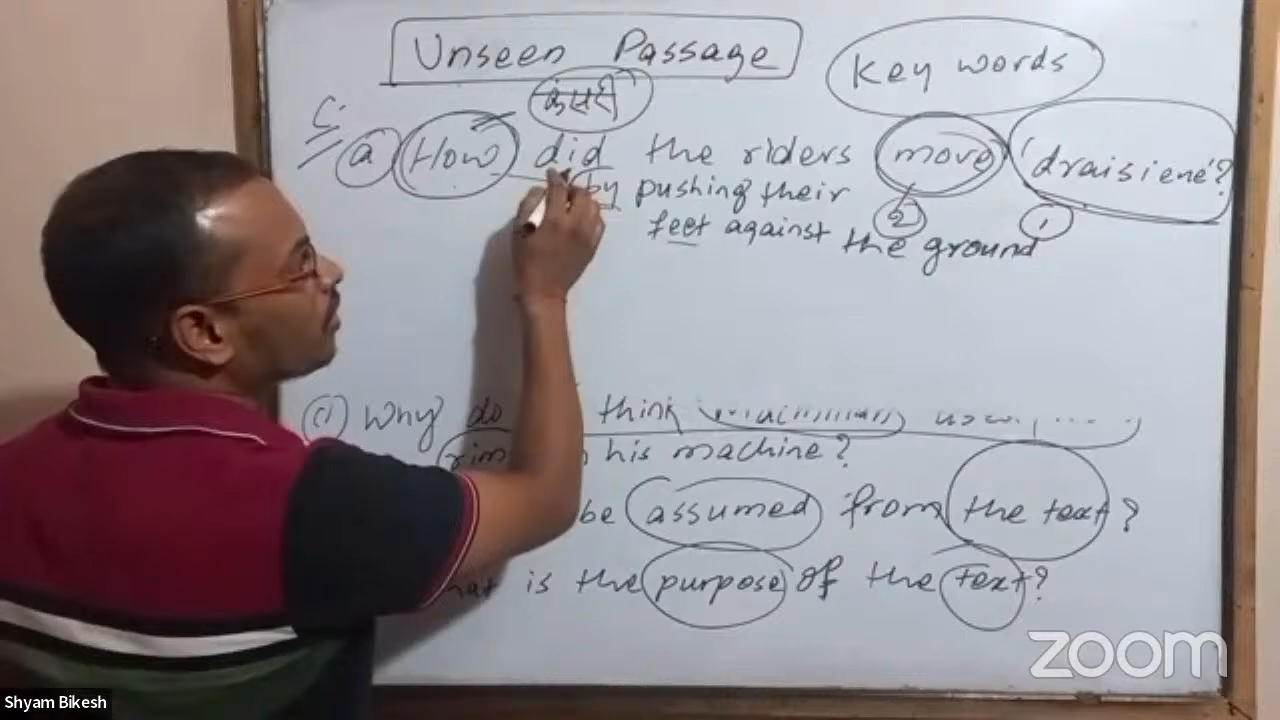 Unseen Passage
Key words
कसरी
a How did the riders move 'draisiene'?
by pushing their 2 1
feet against the ground
Why do think
his machine?
be assumed from the text?
is the purpose of the text?
zoom
Shyam Bikesh